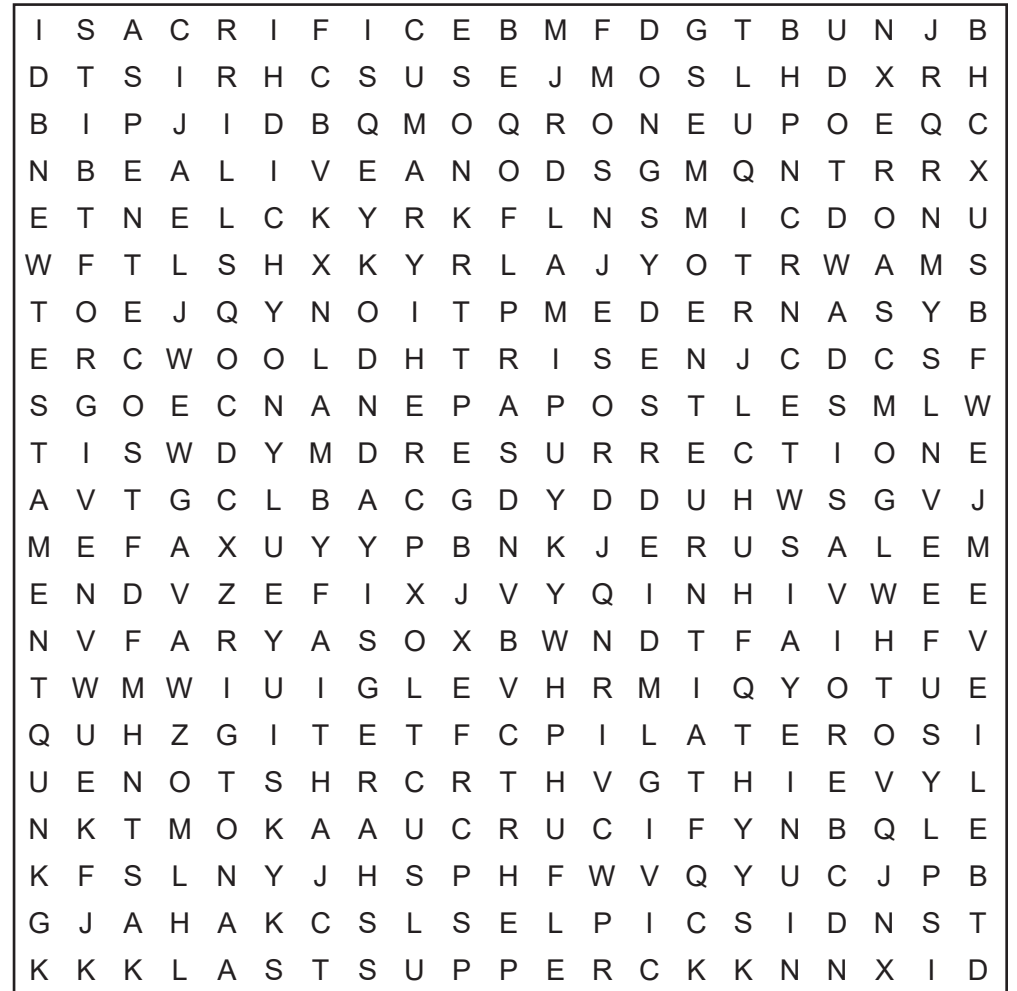 I S A C R I F I C E B M F D G T B U N J B
D T S I R H C S U S E J M O S L H D X R H
B I P J I D B Q M O Q R O N E U P O E Q C
N B E A L I V E A N O D S G M Q N T R R X
E T N E L C K Y R K F L N S M I C D O N U
W F T L S H X K Y R L A J Y O T R W A M S
T O E J Q Y N O I T P M E D E R N A S Y B
E R C W O O L D H T R I S E N J C D C S F
S G O E C N A N E P A P O S T L E S M L W
T I S W D Y M D R E S U R R E C T I O N E
A V T G C L B A C G D Y D D U H W S G V J
M E F A X U Y Y P B N K J E R U S A L E M
E N D V Z E F I X J V Y Q I N H I V W E E
N V F A R Y A S O X B W N D T F A I H F V
T W M W I U I G L E V H R M I Q Y O T U E
Q U H Z G I T E T F C P I L A T E R O S I
U E N O T S H R C R T H V G T H I E V Y L
N K T M O K A A U C R U C I F Y N B Q L E
K F S L N Y J H S P H F W V Q Y U C J P B
G J A H A K C S L S E L P I C S I D N S T
K K K L A S T S U P P E R C K K N N X I D